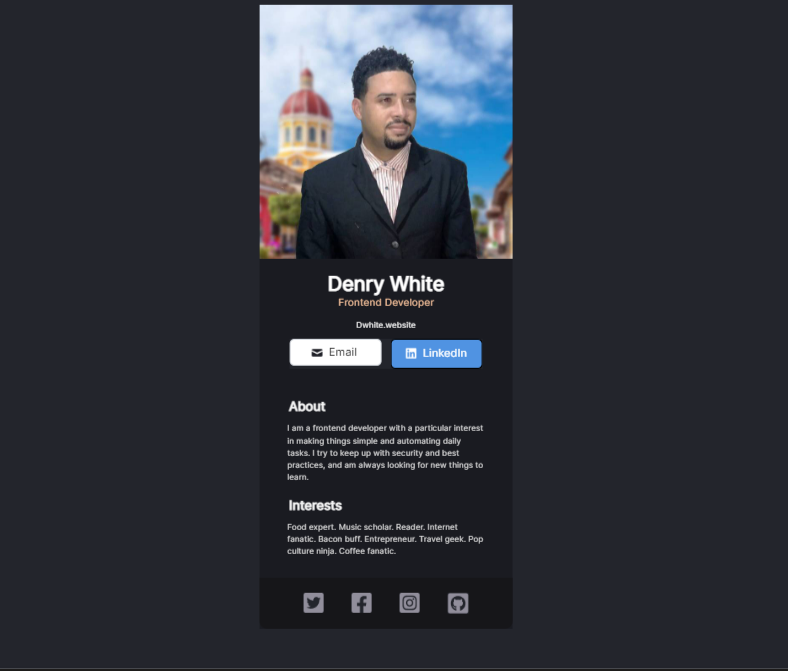 Denry White
Frontend Developer
Dwhite.website
Email
LinkedIn
About
I am a frontend developer with a particular interest
in making things simple and automating daily
tasks. I try to keep up with security and best
practices, and am always looking for new things to
learn.
Interests
Food expert. Music scholar. Reader. Internet
fanatic. Bacon buff. Entrepreneur. Travel geek. Pop
culture ninja. Coffee fanatic.